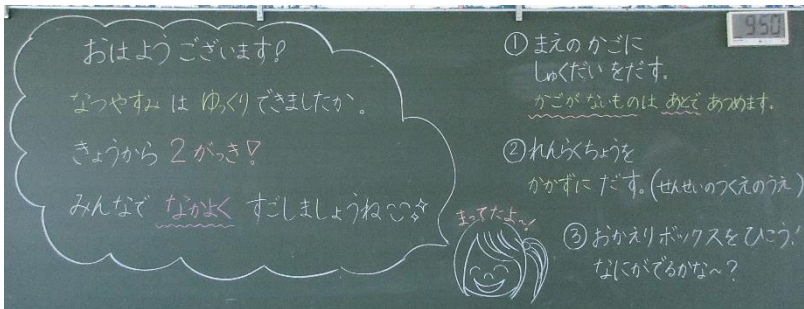 おはようございます!
なつやすみ は ゆっくりできましたか。
きょうから 2がっき!
みんなで なかよく すごしましょうね
まってたよ〜!
① まえの かごに
しゅくだい をだす。
かごが ないものは あとで あつめます。
② れんらくちょうを
かかずに だす。(せんせいのつくえのうえ)
③ おかえりボックスを ひこう!
なにがでるかな〜?
950